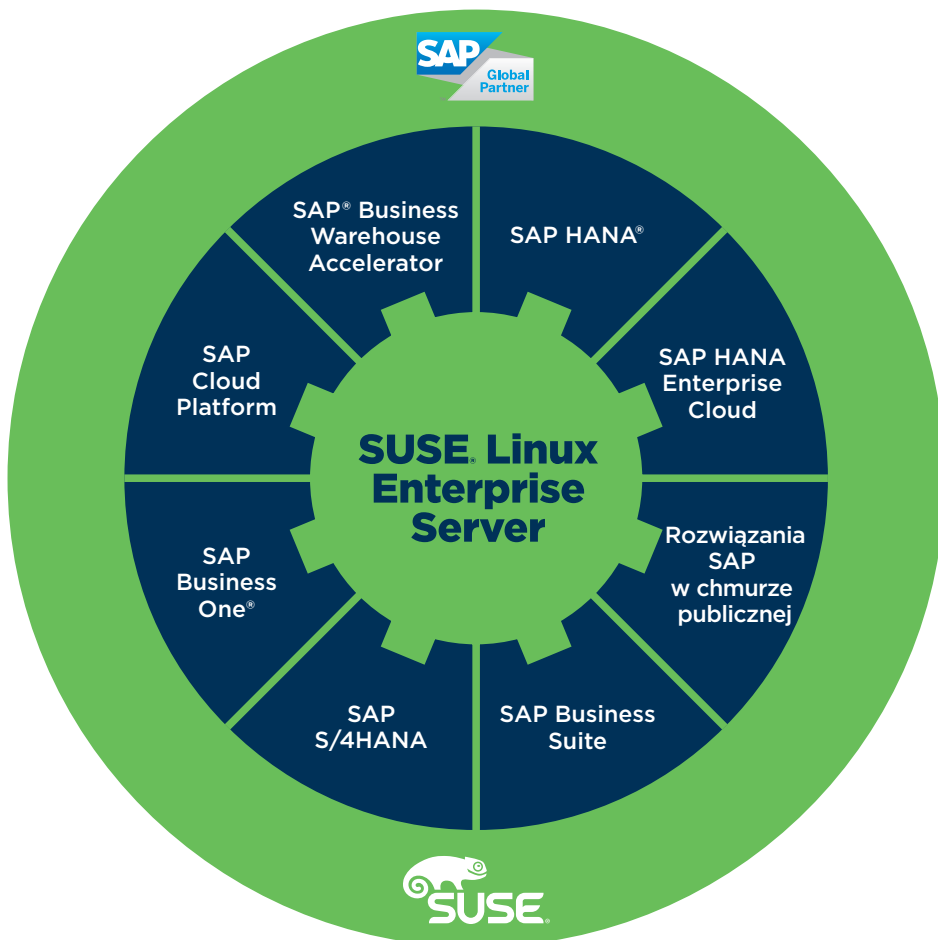 SAP
Global
Partner
SAP® Business
Warehouse
Accelerator
SAP HANA®
SAP
Cloud
Platform
SAP HANA
Enterprise
Cloud
SUSE® Linux
Enterprise
Server
SAP
Business
One®
Rozwiązania
SAP
w chmurze
publicznej
SAP
S/4HANA
SAP Business
Suite
SUSE®